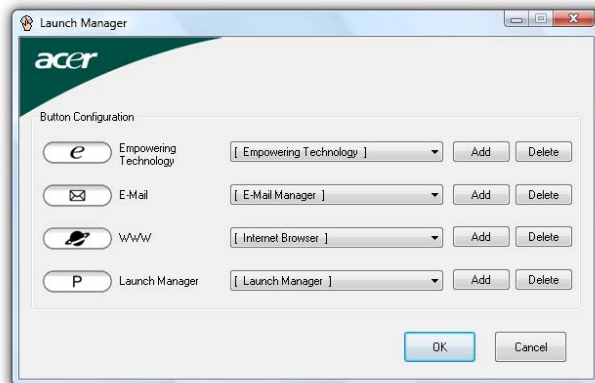 Launch Manager
acer
Button Configuration
e Empowering Technology [ Empowering Technology ] Add Delete
E-Mail [ E-Mail Manager ] Add Delete
WWW [ Internet Browser ] Add Delete
P Launch Manager [ Launch Manager ] Add Delete
OK Cancel